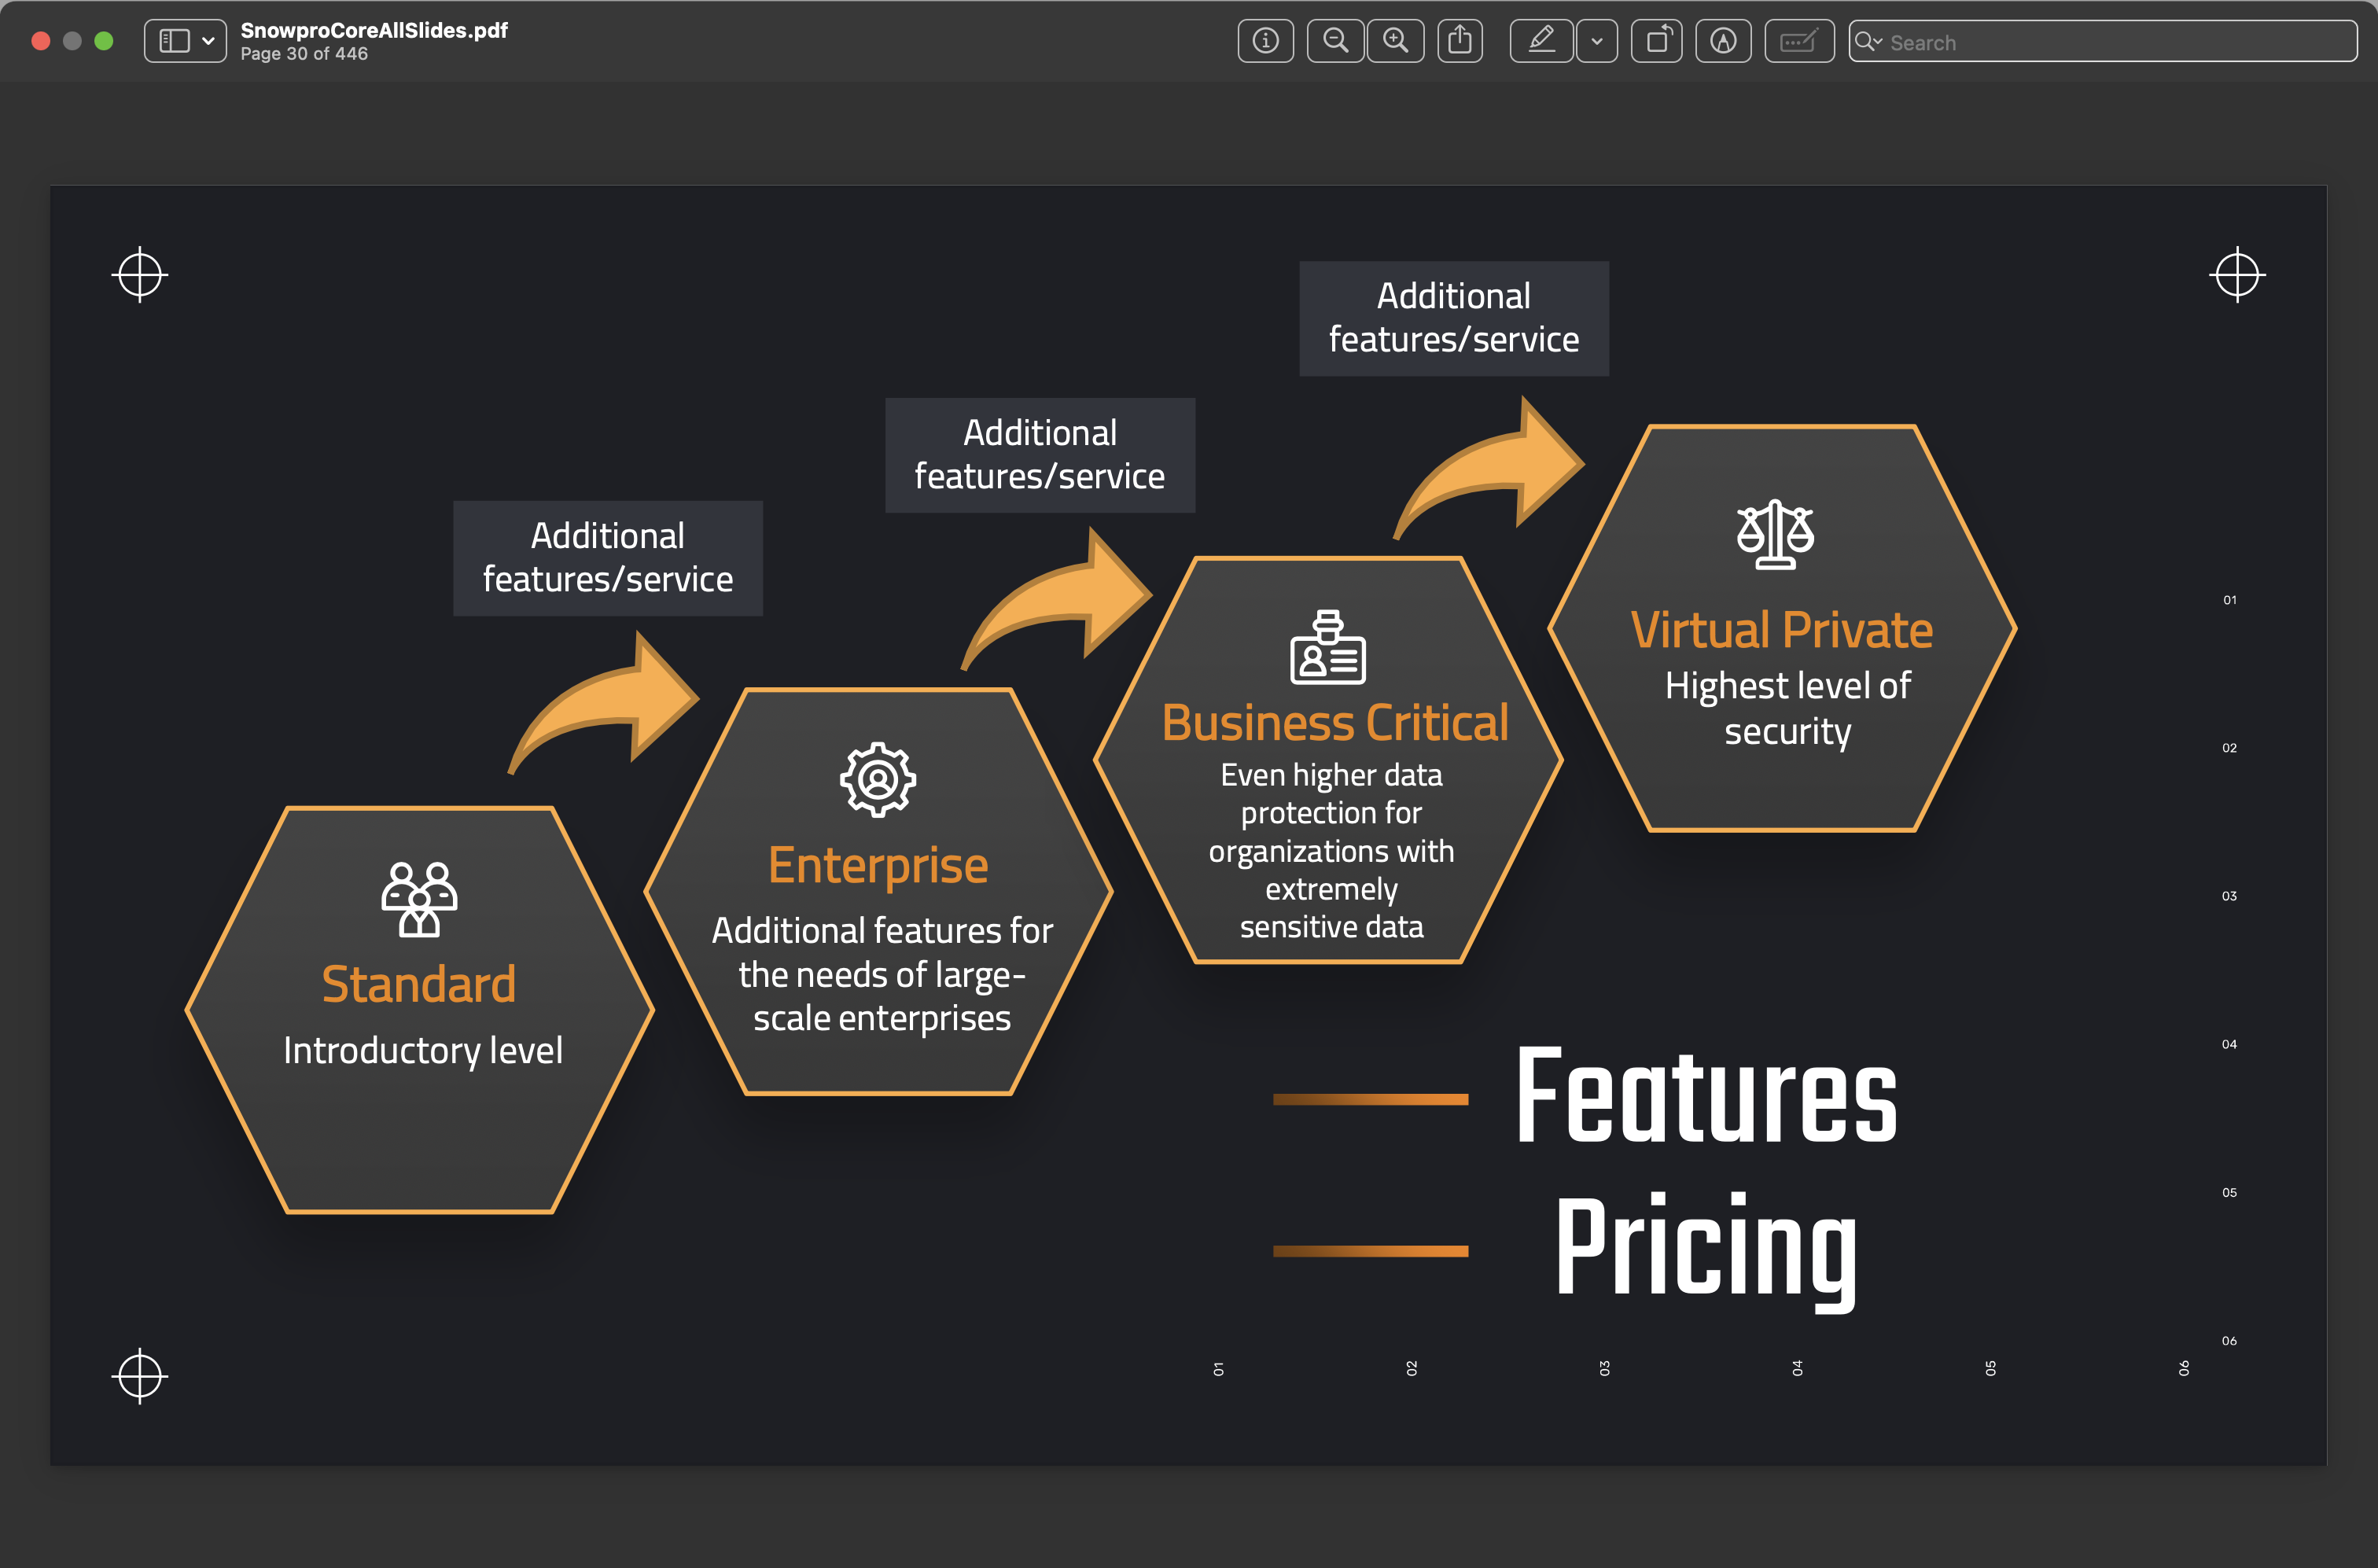 SnowproCoreAllSlides.pdf
Page 30 of 446
Search
Additional
features/service
Additional
features/service
Additional
features/service
Virtual Private
Highest level of
security
Business Critical
Even higher data
protection for
organizations with
extremely
sensitive data
Enterprise
Additional features for
the needs of large-
scale enterprises
Standard
Introductory level
Features
Pricing
01
02
03
04
05
06
01
02
03
04
05
06